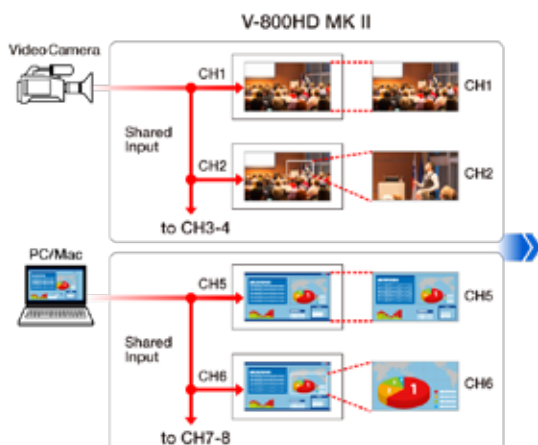 V-800HD MK II
Video Camera
CH1
CH1
Shared
Input
CH2
CH2
to CH3-4
PC/Mac
CH5
CH5
Shared
Input
CH6
1
CH6
to CH7-8